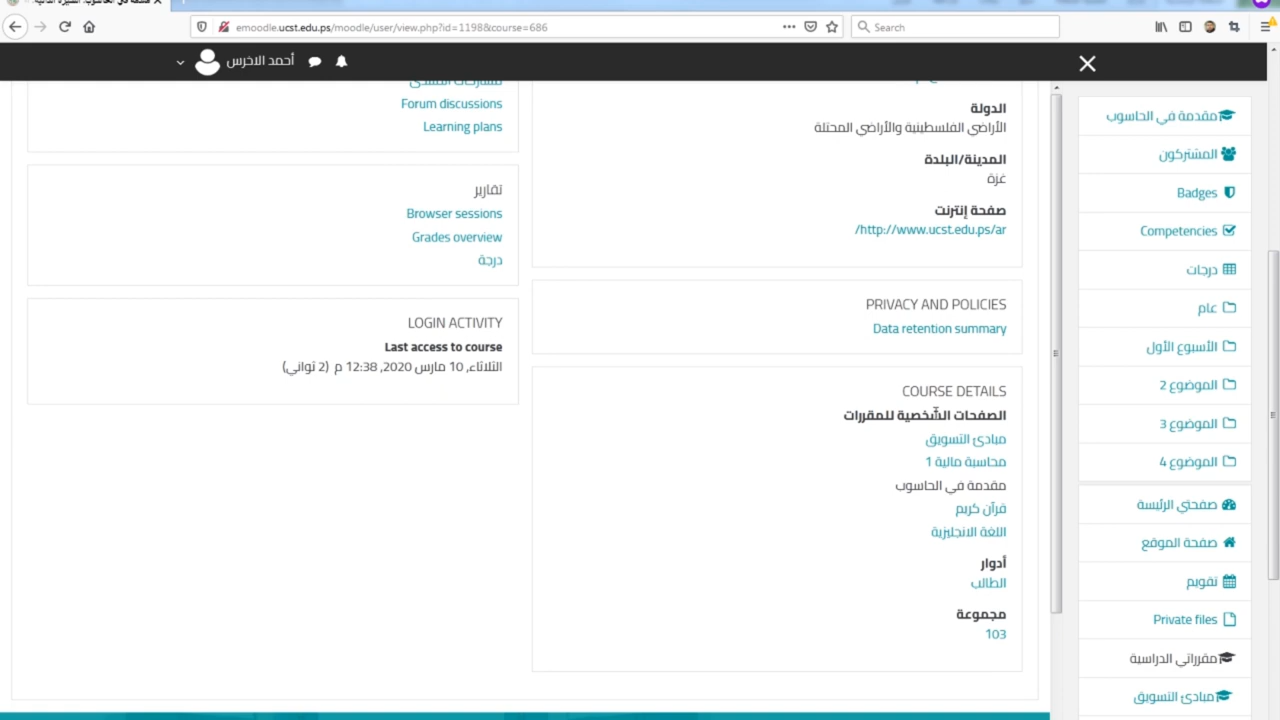 emoodle.ucst.edu.ps/moodle/user/view.php?id=1198&course=686
Search
أحمد الاخرس
Forum discussions
Learning plans
تقارير
Browser sessions
Grades overview
درجة
LOGIN ACTIVITY
Last access to course
الثلاثاء, 10 مارس 2020, 12:38 م (2 ثواني)
الدولة
الأراضي الفلسطينية والأراضي المحتلة
المدينة/البلدة
غزة
صفحة إنترنت
http://www.ucst.edu.ps/ar/
PRIVACY AND POLICIES
Data retention summary
COURSE DETAILS
الصفحات الشّخصية للمقررات
مبادئ التسويق
محاسبة مالية 1
مقدمة في الحاسوب
قرآن كريم
اللغة الانجليزية
أدوار
الطالب
مجموعة
103
مقدمة في الحاسوب
المشتركون
Badges
Competencies
درجات
عام
الأسبوع الأول
الموضوع 2
الموضوع 3
الموضوع 4
صفحتي الرئيسة
صفحة الموقع
تقويم
Private files
مقرراتي الدراسية
مبادئ التسويق